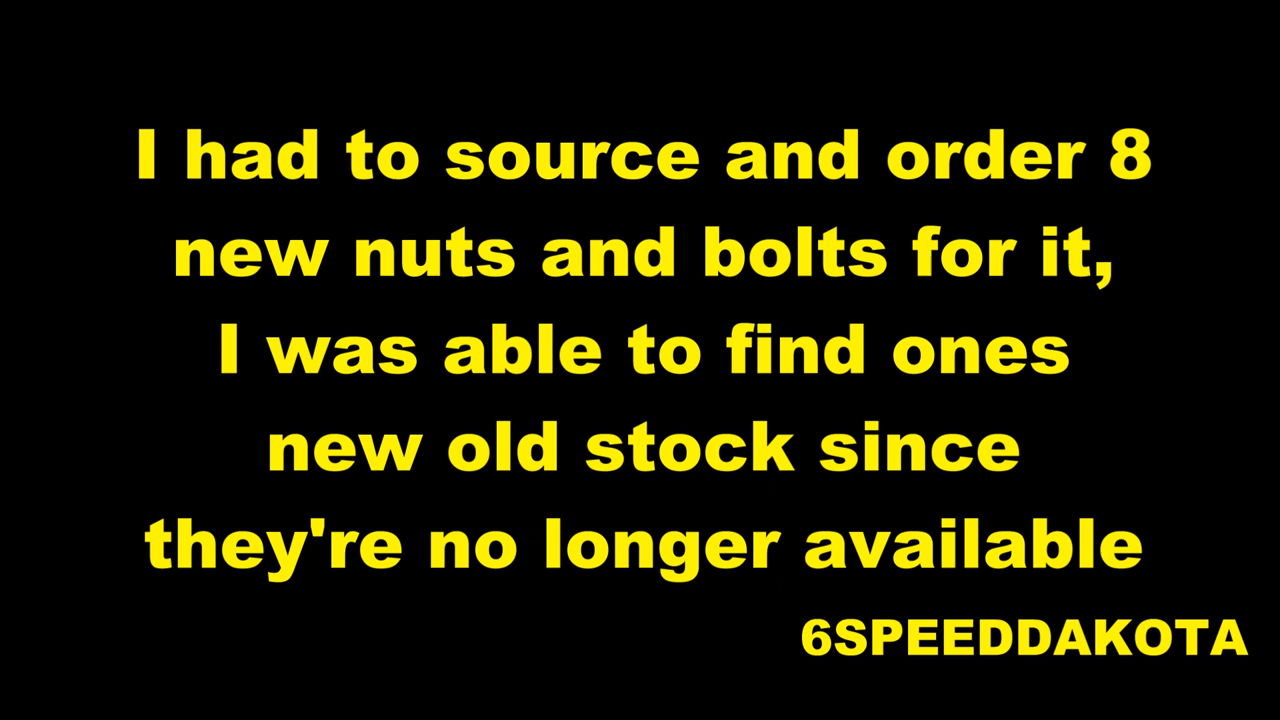 I had to source and order 8
new nuts and bolts for it,
I was able to find ones
new old stock since
they're no longer available
6SPEEDDAKOTA